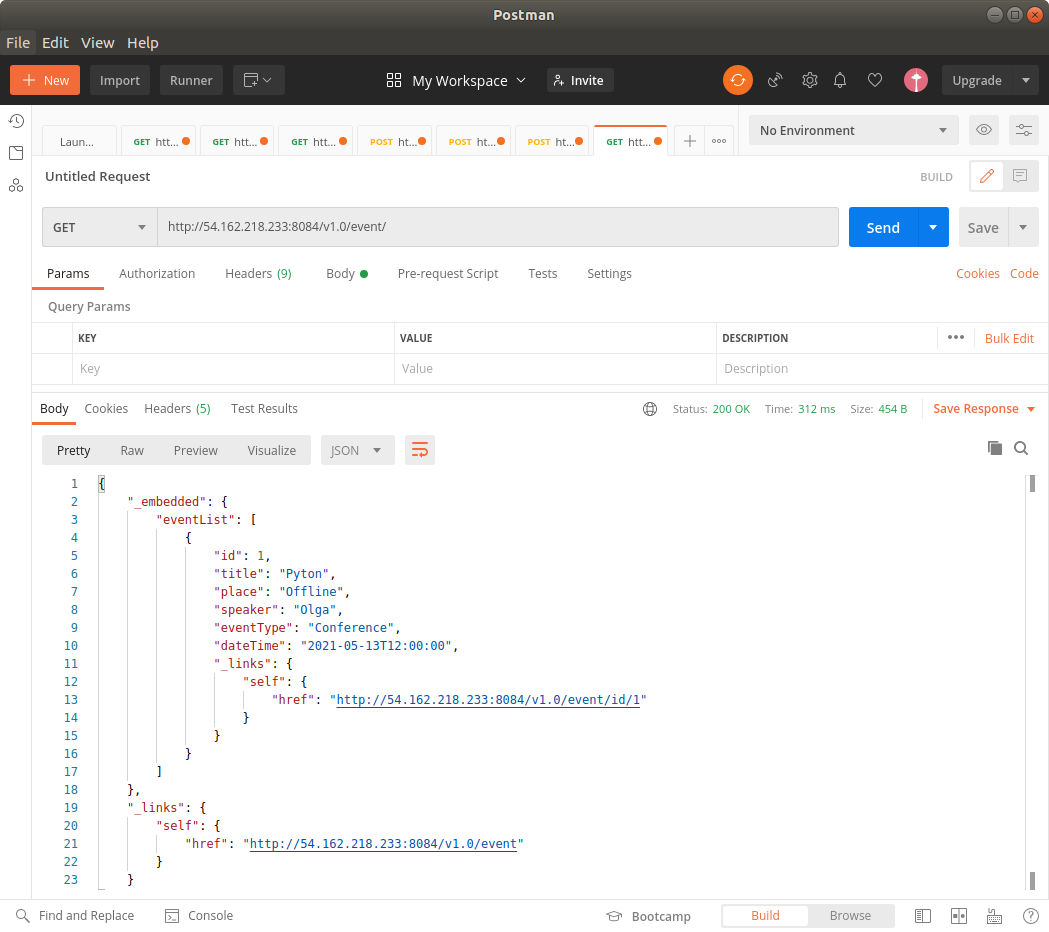 Postman
File Edit View Help
+ New Import Runner My Workspace Invite Upgrade
Laun... GET htt... GET htt... GET htt... POST ht... POST ht... POST ht... GET htt... No Environment
Untitled Request BUILD
GET http://54.162.218.233:8084/v1.0/event/ Send Save
Params Authorization Headers (9) Body Pre-request Script Tests Settings Cookies Code
Query Params
KEY VALUE DESCRIPTION ••• Bulk Edit
Key Value Description
Body Cookies Headers (5) Test Results Status: 200 OK Time: 312 ms Size: 454 B Save Response
Pretty Raw Preview Visualize JSON
1 {
2 "_embedded": {
3 "eventList": [
4 {
5 "id": 1,
6 "title": "Pyton",
7 "place": "Offline",
8 "speaker": "Olga",
9 "eventType": "Conference",
10 "dateTime": "2021-05-13T12:00:00",
11 "_links": {
12 "self": {
13 "href": "http://54.162.218.233:8084/v1.0/event/id/1"
14 }
15 }
16 }
17 ]
18 },
19 "_links": {
20 "self": {
21 "href": "http://54.162.218.233:8084/v1.0/event"
22 }
23 }
Find and Replace Console Bootcamp Build Browse